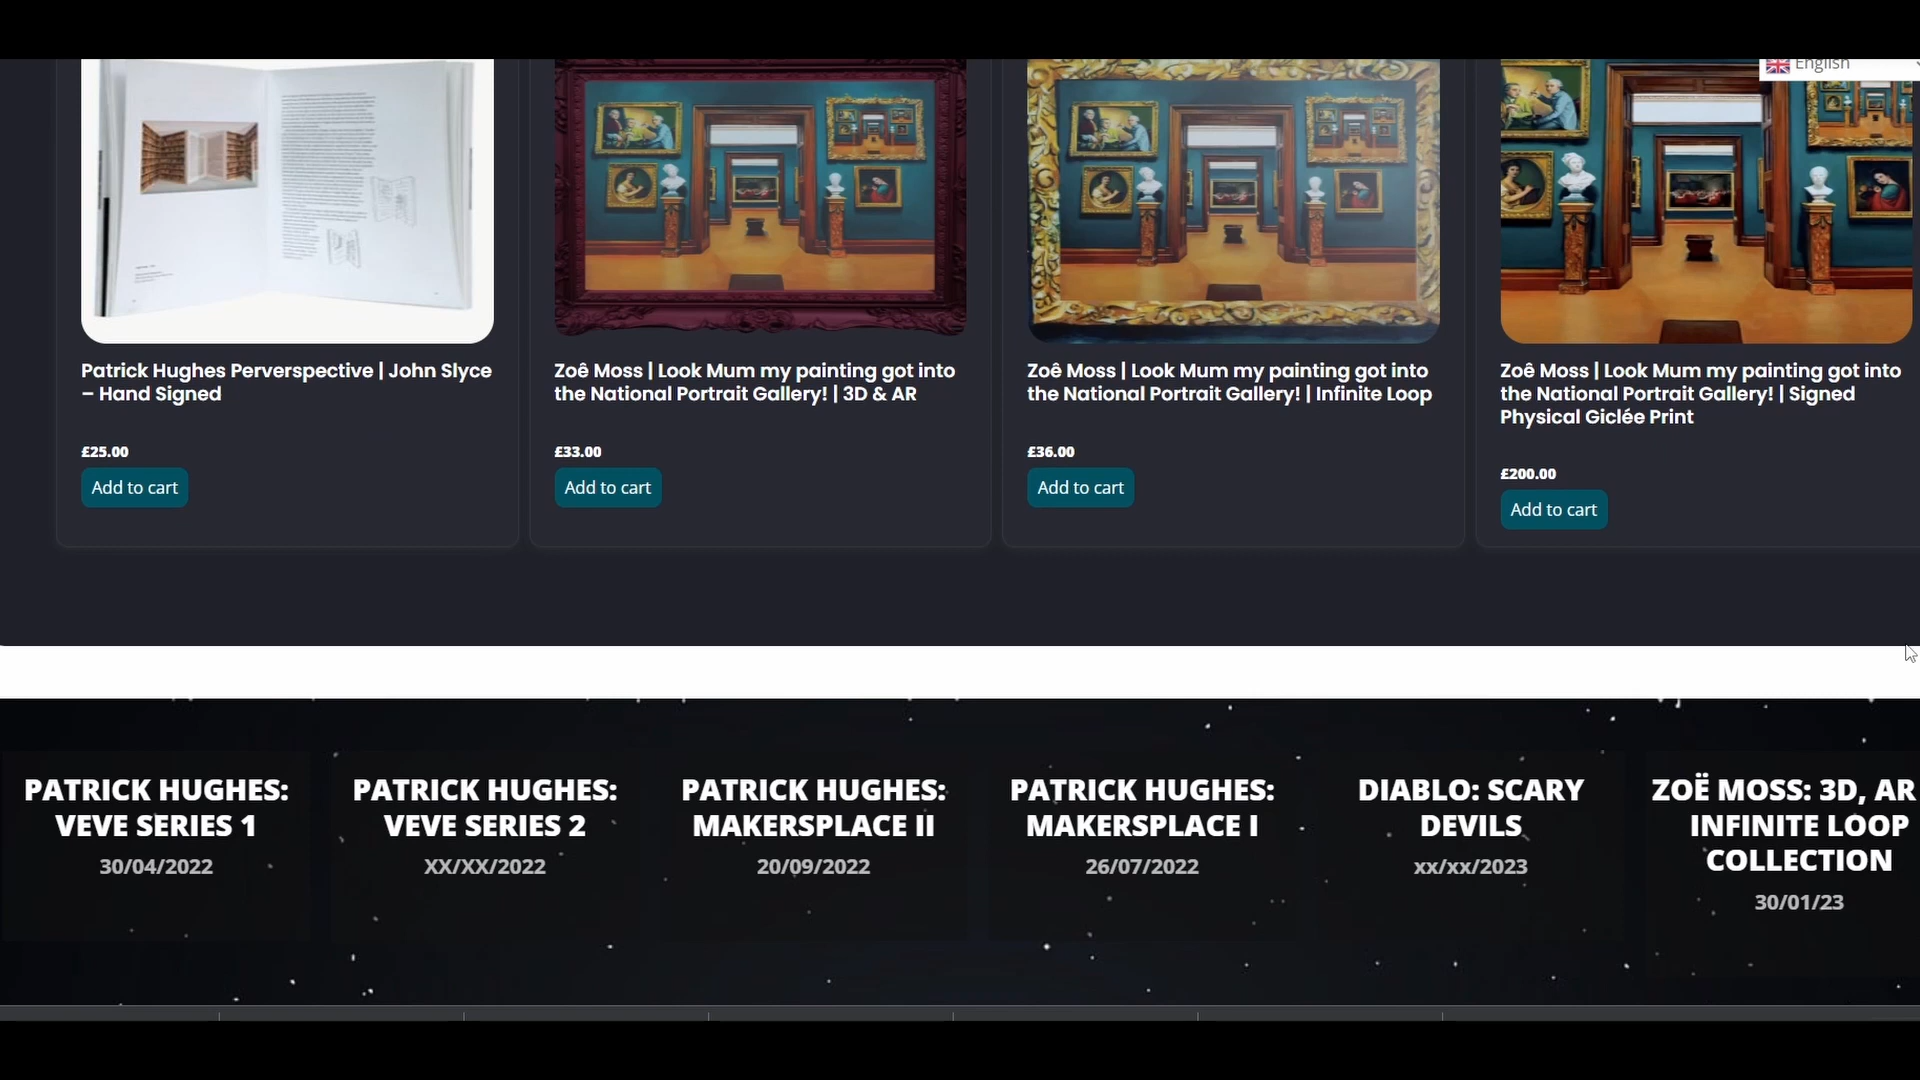 English
Patrick Hughes Perverspective | John Slyce
– Hand Signed
£25.00
Add to cart
Zoê Moss | Look Mum my painting got into
the National Portrait Gallery! | 3D & AR
£33.00
Add to cart
Zoê Moss | Look Mum my painting got into
the National Portrait Gallery! | Infinite Loop
£36.00
Add to cart
Zoê Moss | Look Mum my painting got into
the National Portrait Gallery! | Signed
Physical Giclée Print
£200.00
Add to cart
PATRICK HUGHES:
VEVE SERIES 1
30/04/2022
PATRICK HUGHES:
VEVE SERIES 2
XX/XX/2022
PATRICK HUGHES:
MAKERSPLACE II
20/09/2022
PATRICK HUGHES:
MAKERSPLACE I
26/07/2022
DIABLO: SCARY
DEVILS
xx/xx/2023
ZOË MOSS: 3D, AR
INFINITE LOOP
COLLECTION
30/01/23